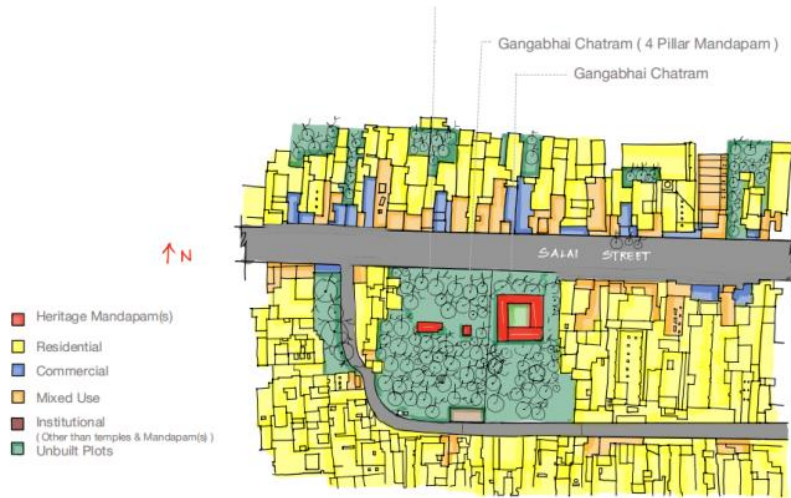 Gangabhai Chatram ( 4 Pillar Mandapam )
Gangabhai Chatram
SALAI STREET
N
Heritage Mandapam(s)
Residential
Commercial
Mixed Use
Institutional
( Other than temples & Mandapam(s) )
Unbuilt Plots